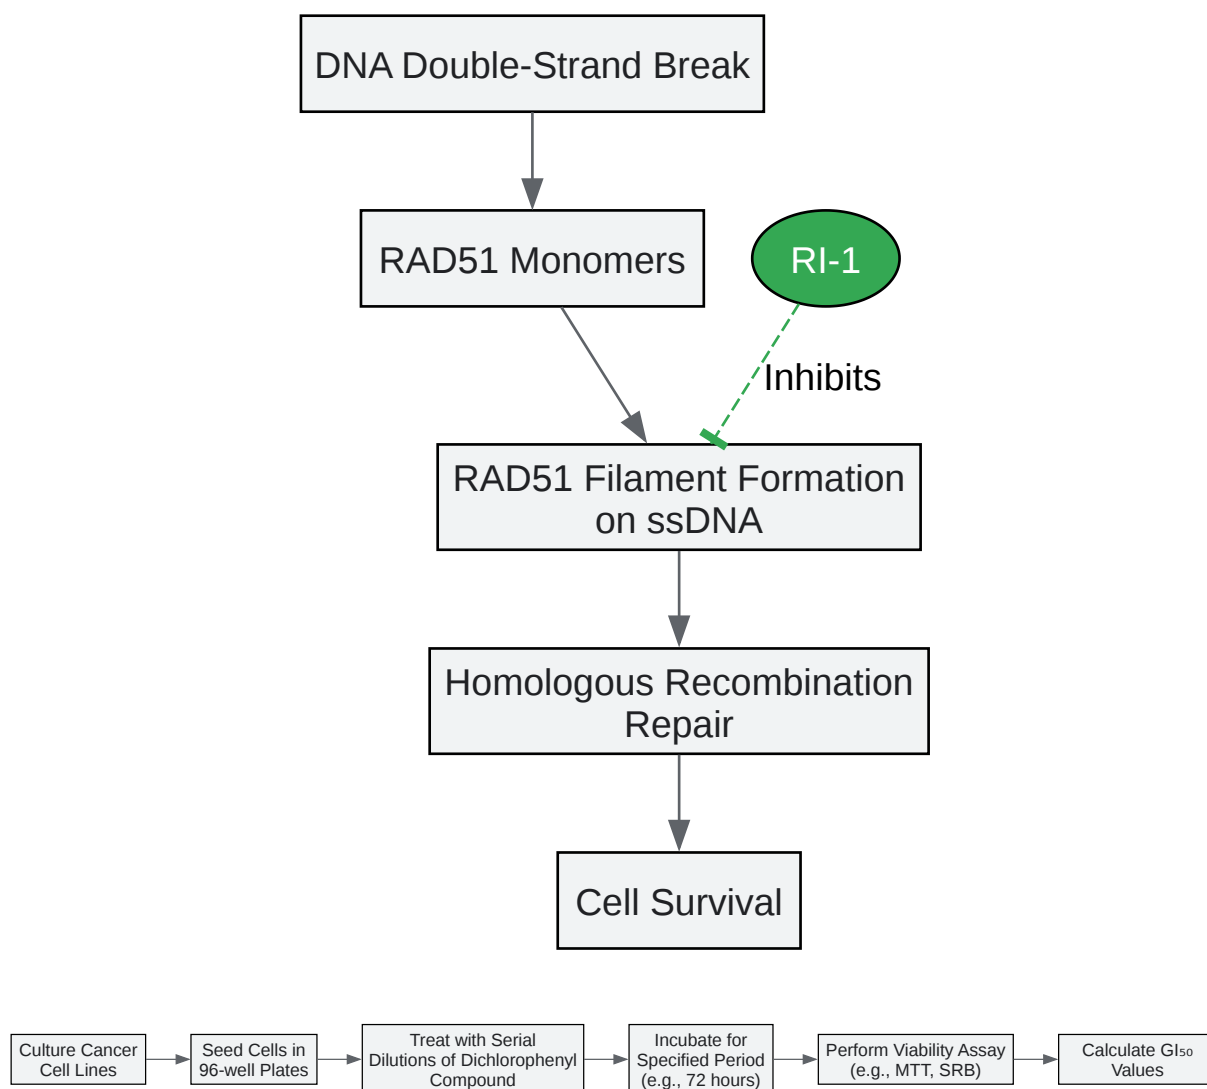 DNA Double-Strand Break
RAD51 Monomers
RI-1
Inhibits
RAD51 Filament Formation
on ssDNA
Homologous Recombination
Repair
Cell Survival
Culture Cancer
Cell Lines
Seed Cells in
96-well Plates
Treat with Serial
Dilutions of Dichlorophenyl
Compound
Incubate for
Specified Period
(e.g., 72 hours)
Perform Viability Assay
(e.g., MTT, SRB)
Calculate GI₅₀
Values